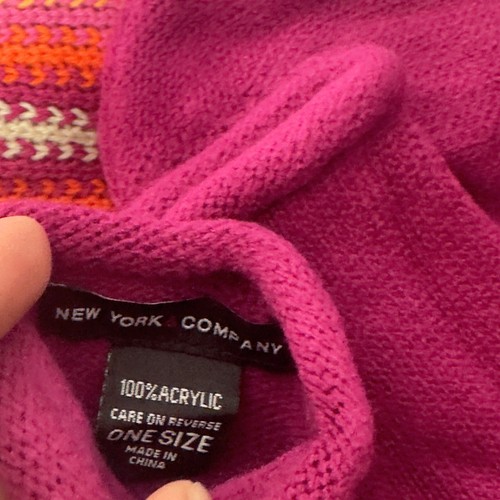 NEW YORK & COMPANY
100% ACRYLIC
CARE ON REVERSE
ONE SIZE
MADE IN
CHINA